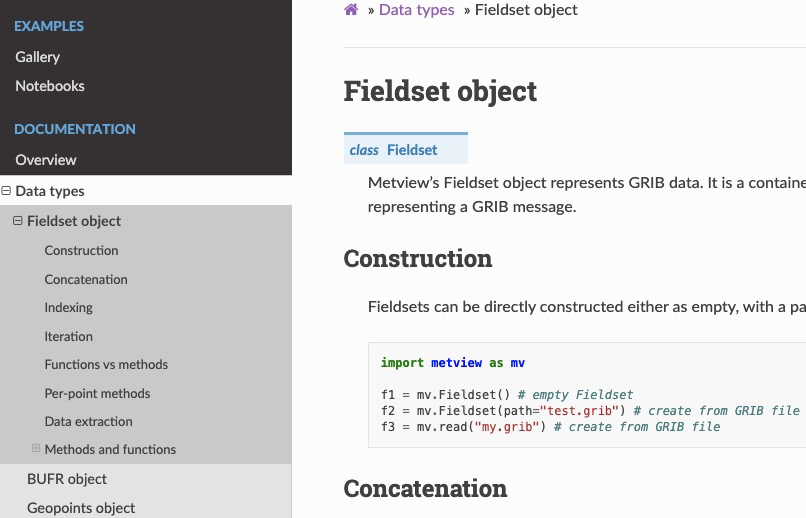 EXAMPLES
Gallery
Notebooks
DOCUMENTATION
Overview
Data types
Fieldset object
Construction
Concatenation
Indexing
Iteration
Functions vs methods
Per-point methods
Data extraction
Methods and functions
BUFR object
Geopoints object
» Data types » Fieldset object
Fieldset object
class Fieldset
Metview’s Fieldset object represents GRIB data. It is a containe
representing a GRIB message.
Construction
Fieldsets can be directly constructed either as empty, with a pa
import metview as mv
f1 = mv.Fieldset() # empty Fieldset
f2 = mv.Fieldset(path="test.grib") # create from GRIB file
f3 = mv.read("my.grib") # create from GRIB file
Concatenation